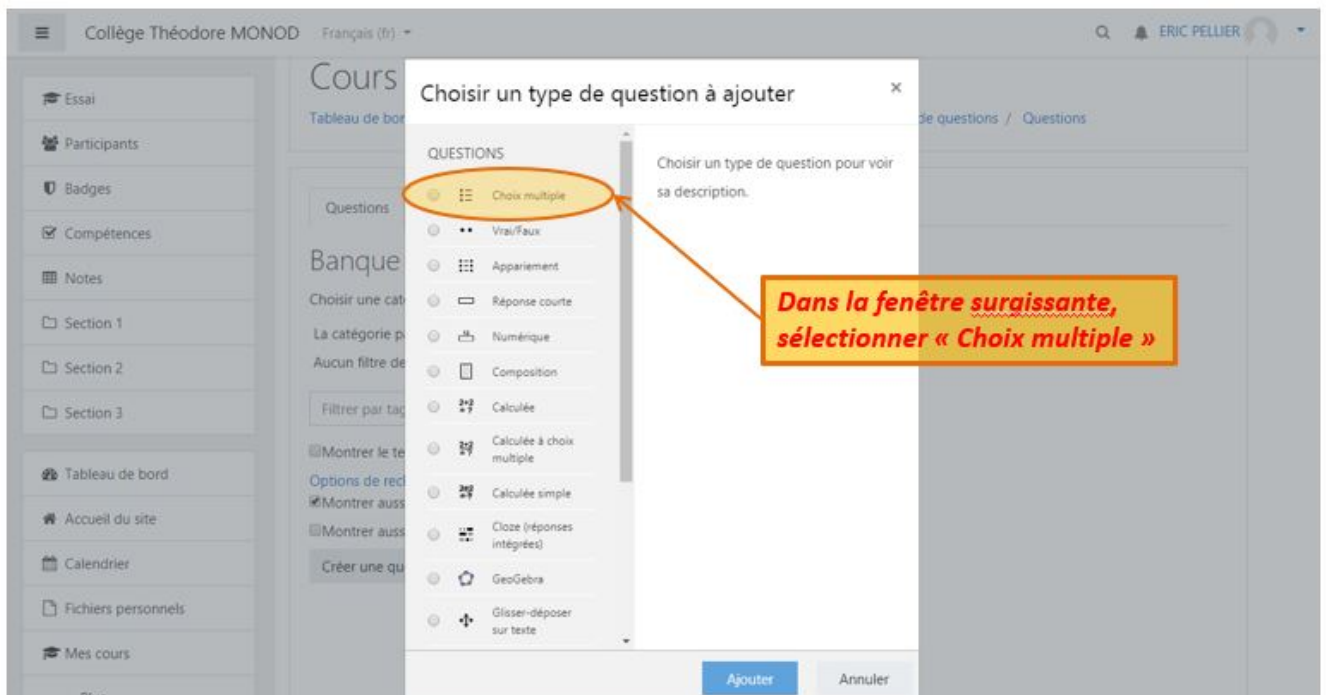 Collège Théodore MONOD Français (fr)
ERIC PELLIER
Essai
Participants
Badges
Compétences
Notes
Section 1
Section 2
Section 3
Tableau de bord
Accueil du site
Calendrier
Fichiers personnels
Mes cours
Cours
Tableau de bor
de questions / Questions
Questions
Banque
Choisir une cat
La catégorie p
Aucun filtre de
Filtrer par tag
Montrer le te
Options de rec
Montrer auss
Montrer auss
Créer une qu
Choisir un type de question à ajouter ×
QUESTIONS
Choix multiple
Vrai/Faux
Appariement
Réponse courte
Numérique
Composition
Calculée
Calculée à choix
multiple
Calculée simple
Cloze (réponses
intégrées)
GeoGebra
Glisser-déposer
sur texte
Choisir un type de question pour voir
sa description.
Ajouter Annuler
Dans la fenêtre surgissante,
sélectionner « Choix multiple »